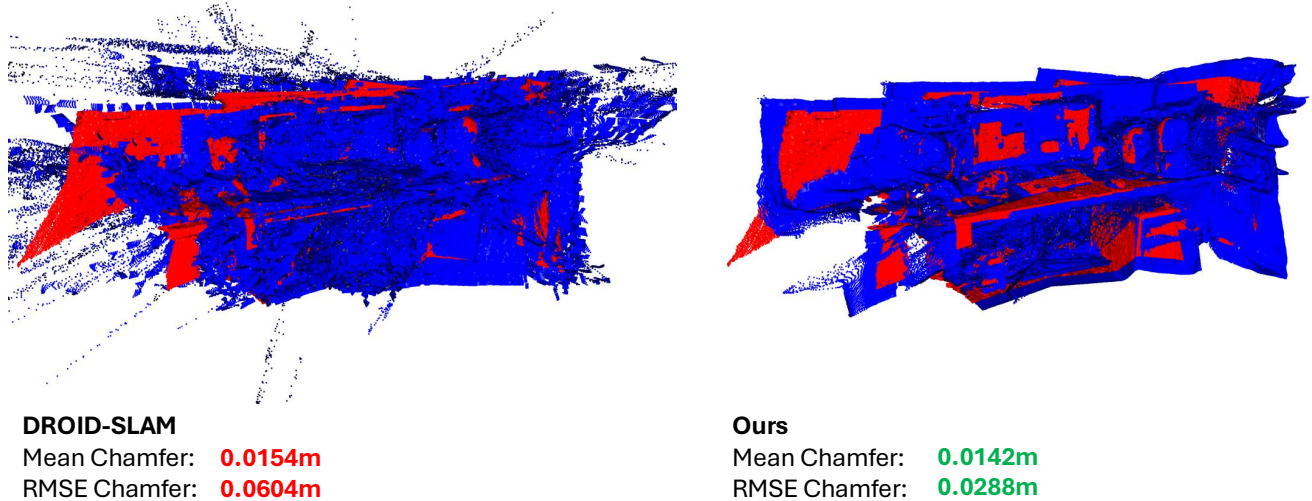 DROID-SLAM
Mean Chamfer: 0.0154m
RMSE Chamfer: 0.0604m
Ours
Mean Chamfer: 0.0142m
RMSE Chamfer: 0.0288m